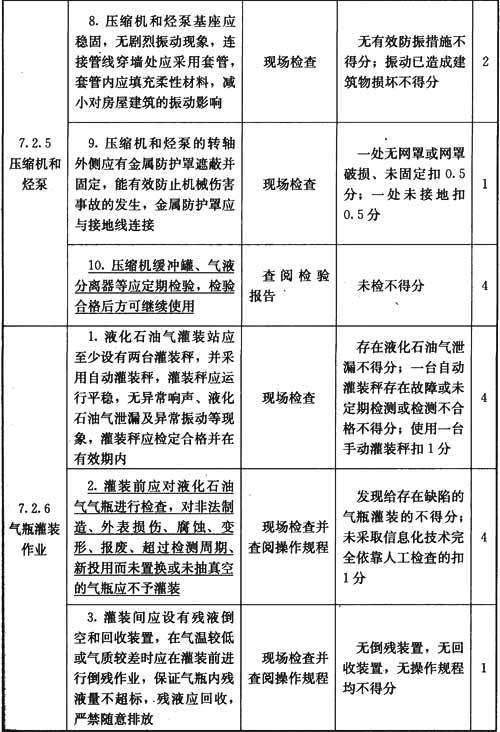 7.2.5
压缩机和
烃泵
8. 压缩机和烃泵基座应
稳固，无剧烈振动现象，连
接管线穿墙处应采用套管，
套管内应填充柔性材料，减
小对房屋建筑的振动影响
现场检查
无有效防振措施不
得分；振动已造成建
筑物损坏不得分
2
9. 压缩机和烃泵的转轴
外侧应有金属防护罩遮蔽并
固定，能有效防止机械伤害
事故的发生，金属防护罩应
与接地线连接
现场检查
一处无网罩或网罩
破损、未固定扣 0.5
分；一处未接地扣
0.5分
1
10. 压缩机缓冲罐、气液
分离器等应定期检验，检验
合格后方可继续使用
查阅检验
报告
未检不得分
4
7.2.6
气瓶灌装
作业
1. 液化石油气灌装站应
至少设有两台灌装秤，并采
用自动灌装秤，灌装秤应运
行平稳，无异常响声、液化
石油气泄漏及异常振动等现
象，灌装秤应检定合格并在
有效期内
现场检查
存在液化石油气泄
漏不得分；一台自动
灌装秤存在故障或未
定期检测或检测不合
格不得分；使用一台
手动灌装秤扣1分
4
2. 灌装前应对液化石油
气气瓶进行检查，对非法制
造、外表损伤、腐蚀、变
形、报废、超过检测周期、
新投用而未置换或未抽真空
的气瓶应不予灌装
现场检查并
查阅操作规程
发现给存在缺陷的
气瓶灌装的不得分；
未采取信息化技术完
全依靠人工检查的扣
1分
4
3. 灌装间应设有残液倒
空和回收装置，在气温较低
或气质较差时应在灌装前进
行倒残作业，保证气瓶内残
液量不超标，残液应回收，
严禁随意排放
现场检查并
查阅操作规程
无倒残装置，无回
收装置，无操作规程
均不得分
1